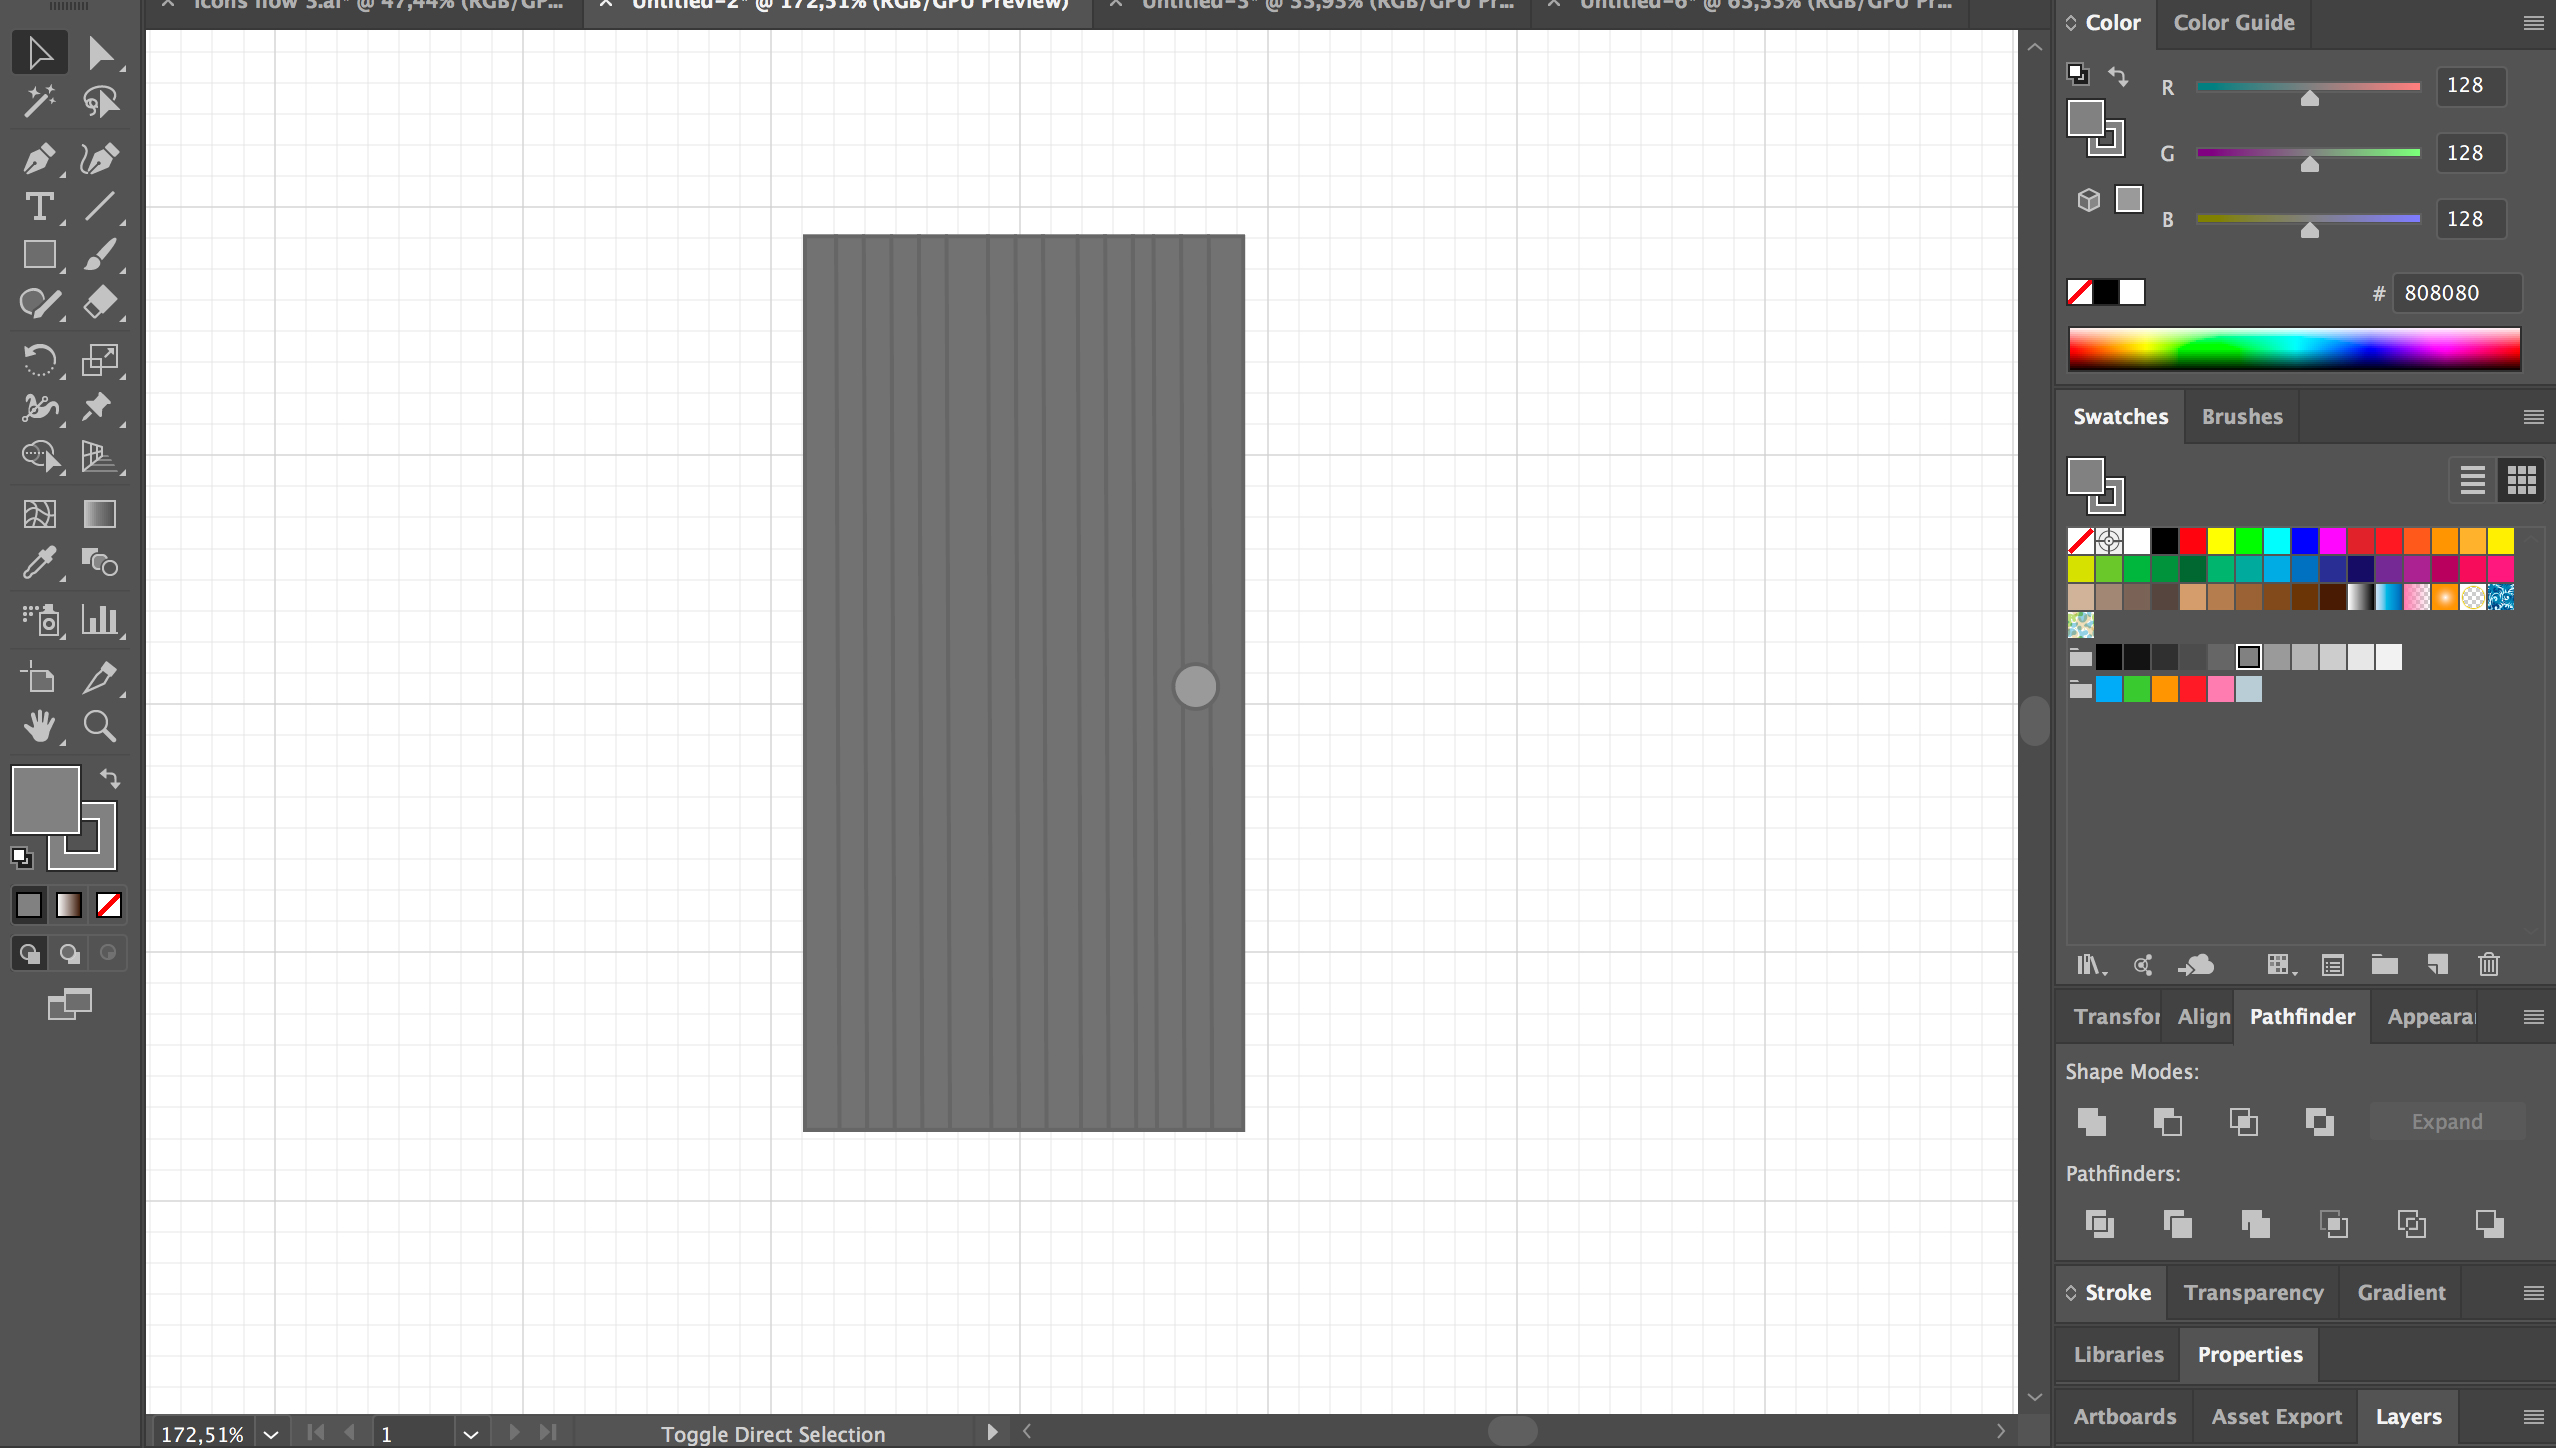 icons flow 3.ai* @ 47,44% (RGB/GP...
Untitled-2* @ 172,51% (RGB/GPU Preview)
Untitled-3* @ 33,93% (RGB/GPU Pr...
Untitled-6* @ 63,53% (RGB/GPU Pr...
Color
Color Guide
R
128
G
128
B
128
#
808080
Swatches
Brushes
Transfor
Align
Pathfinder
Appeara
Shape Modes:
Expand
Pathfinders:
Stroke
Transparency
Gradient
Libraries
Properties
Artboards
Asset Export
Layers
172,51%
1
Toggle Direct Selection